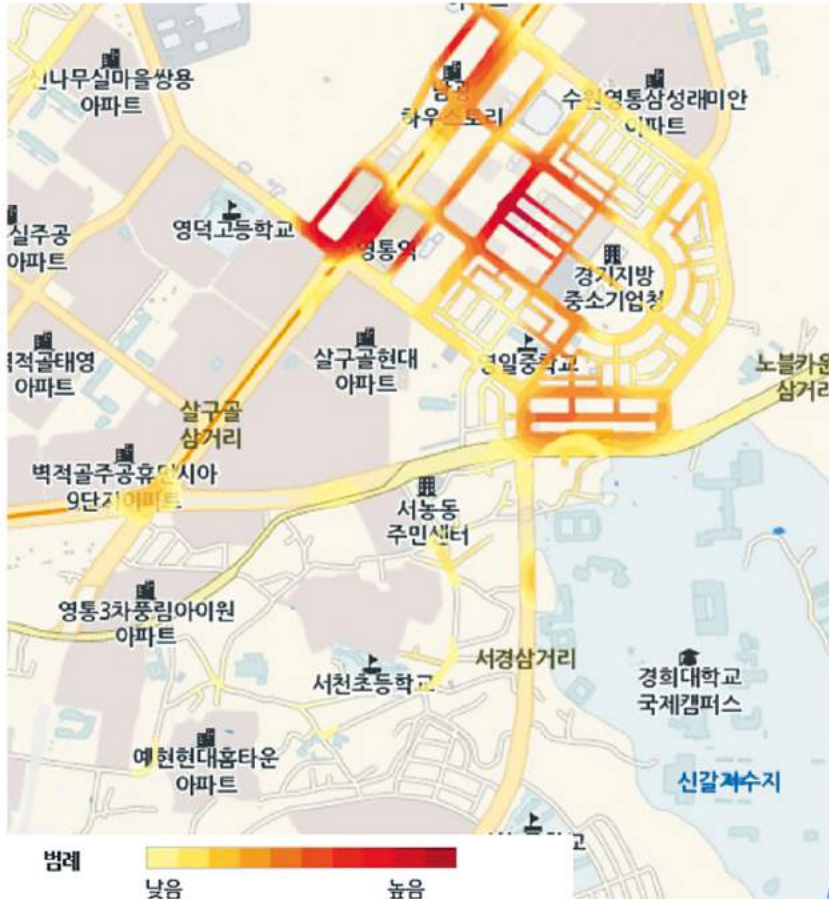 아파트
신나무실마을쌍용
아파트
하우스토리
수원영통삼성래미안
아파트
영덕고등학교
영통역
실주공
아파트
경기지방
중소기업청
벽적골태영
아파트
살구골현대
아파트
영일중학교
노블카운
삼거리
살구골
삼거리
벽적골주공휴먼시아
9단지아파트
서농동
주민센터
영통3차풍림아이원
아파트
서천초등학교
서경삼거리
경희대학교
국제캠퍼스
예현현대홈타운
아파트
신갈저수지
범례
낮음
높음